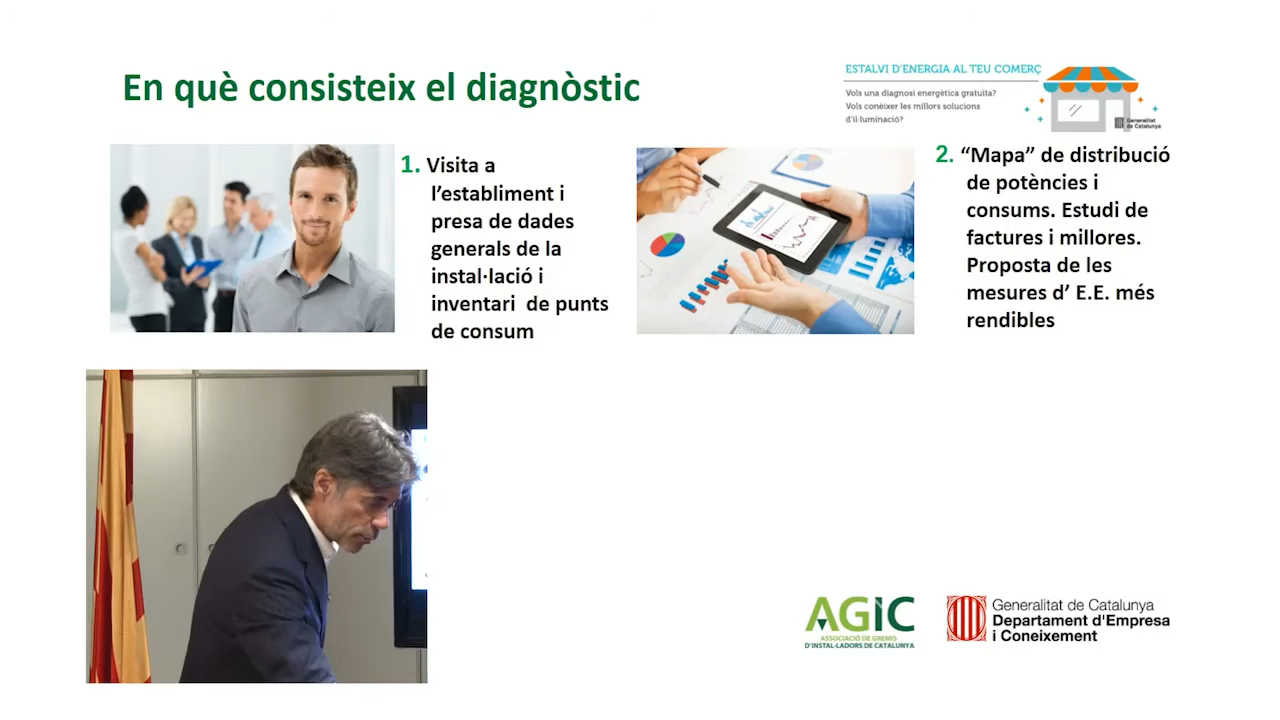 En què consisteix el diagnòstic
ESTALVI D'ENERGIA AL TEU COMERÇ
Vols una diagnosi energètica gratuïta?
Vols conèixer les millors solucions
d'il·luminació?
Generalitat
de Catalunya
1. Visita a
l'establiment i
presa de dades
generals de la
instal·lació i
inventari de punts
de consum
2. “Mapa” de distribució
de potències i
consums. Estudi de
factures i millores.
Proposta de les
mesures d’ E.E. més
rendibles
AGIC
ASSOCIACIÓ DE GREMIS
D'INSTAL·LADORS DE CATALUNYA
Generalitat de Catalunya
Departament d'Empresa
i Coneixement